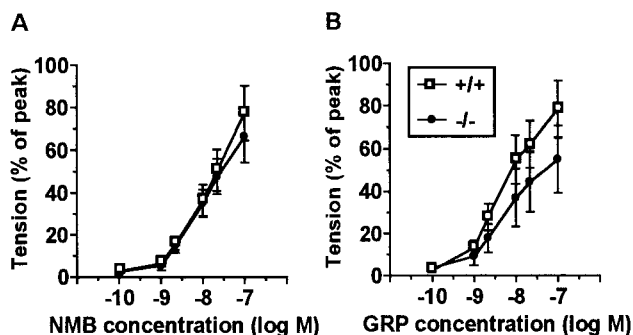 A
Tension (% of peak)
100
80
60
40
20
0
-10 -9 -8 -7
NMB concentration (log M)
B
+/+
-/-
Tension (% of peak)
100
80
60
40
20
0
-10 -9 -8 -7
GRP concentration (log M)